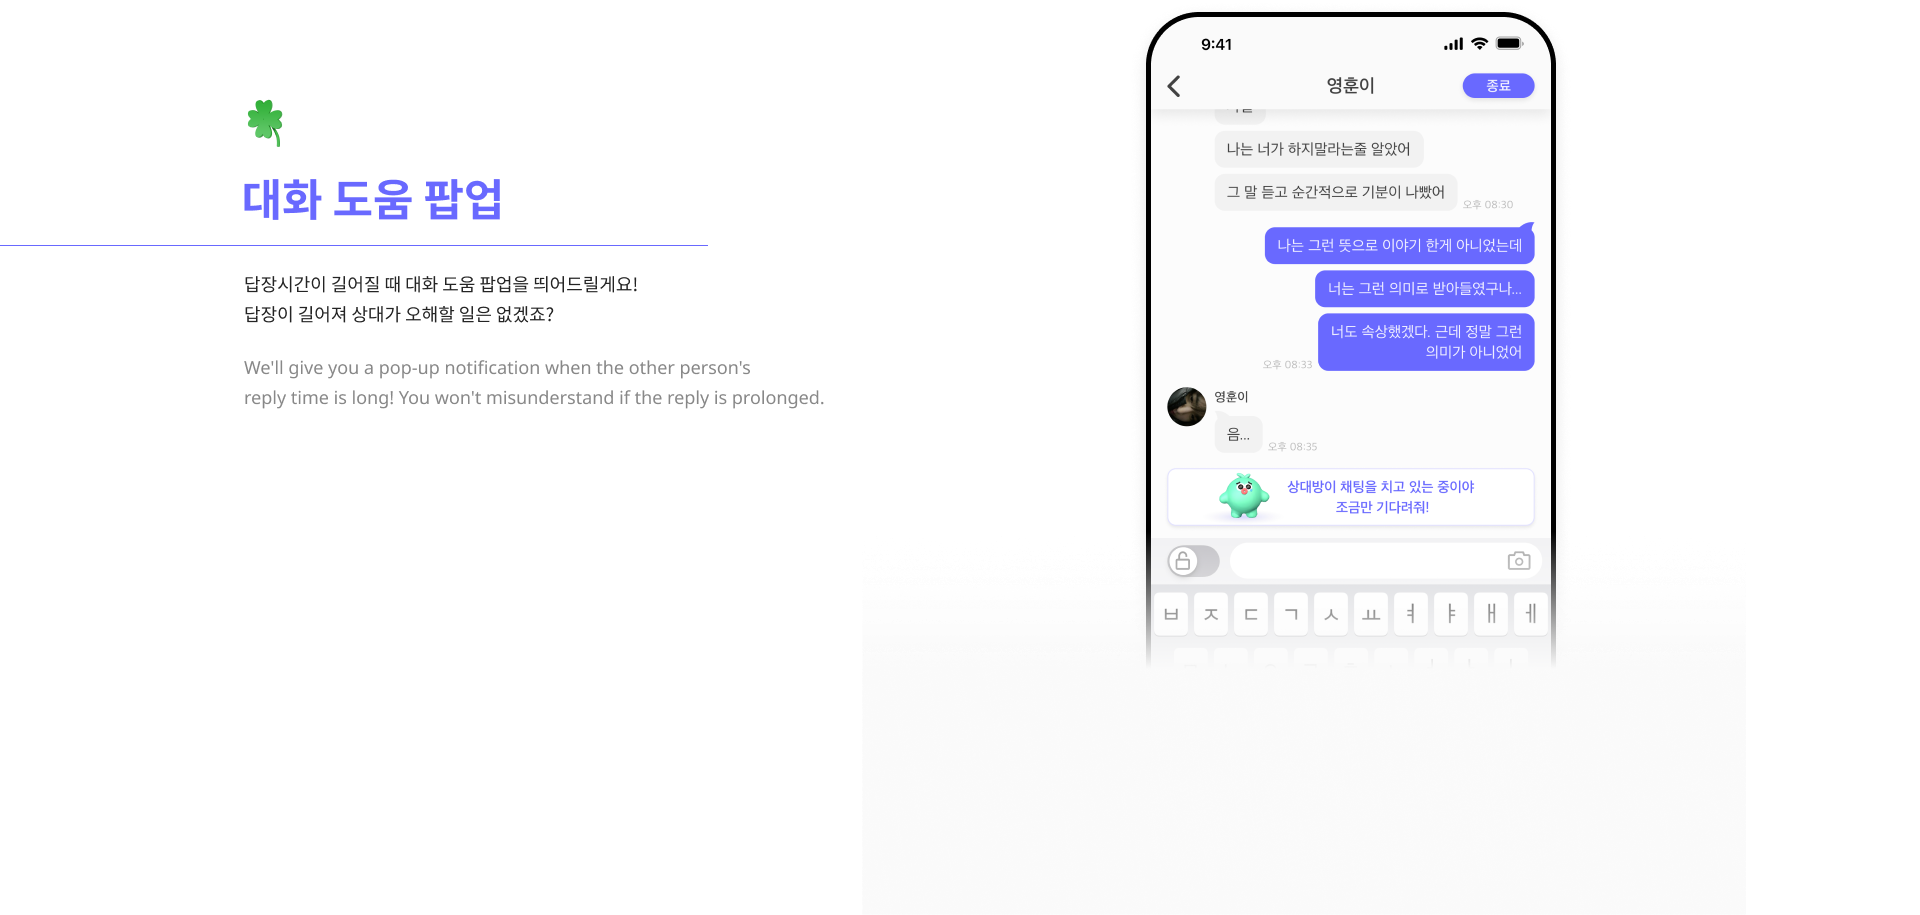 대화 도움 팝업
답장시간이 길어질 때 대화 도움 팝업을 띄어드릴게요!
답장이 길어져 상대가 오해할 일은 없겠죠?
We'll give you a pop-up notification when the other person's
reply time is long! You won't misunderstand if the reply is prolonged.
9:41
영훈이
종료
나는 너가 하지말라는줄 알았어
그 말 듣고 순간적으로 기분이 나빴어
오후 08:30
나는 그런 뜻으로 이야기 한게 아니었는데
너는 그런 의미로 받아들였구나...
너도 속상했겠다. 근데 정말 그런
의미가 아니었어
오후 08:33
영훈이
음...
오후 08:35
상대방이 채팅을 치고 있는 중이야
조금만 기다려줘!
ㅂ ㅈ ㄷ ㄱ ㅅ ㅛ ㅕ ㅑ ㅐ ㅔ